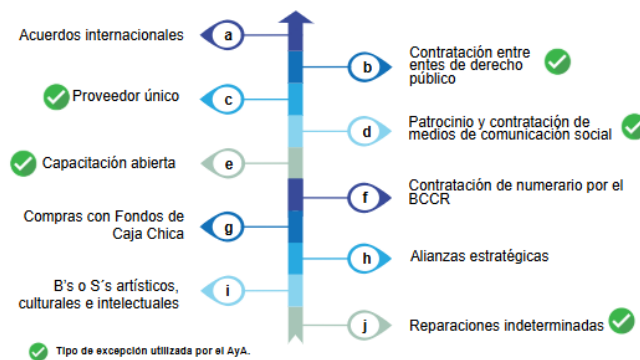 Acuerdos internacionales
a
b
Contratación entre
entes de derecho
público
Proveedor único
c
d
Patrocinio y contratación de
medios de comunicación social
Capacitación abierta
e
f
Contratación de numerario por el
BCCR
Compras con Fondos de
Caja Chica
g
h
Alianzas estratégicas
B's o S´s artísticos,
culturales e intelectuales
i
j
Reparaciones indeterminadas
Tipo de excepción utilizada por el AyA.